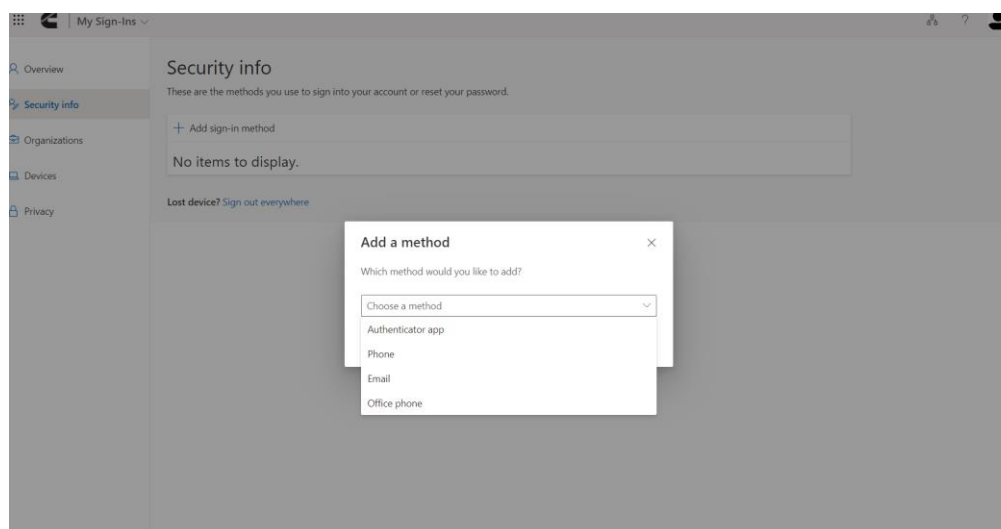 My Sign-Ins
?
Overview
Security info
Organizations
Devices
Privacy
Security info
These are the methods you use to sign into your account or reset your password.
+ Add sign-in method
No items to display.
Lost device? Sign out everywhere
Add a method
Which method would you like to add?
Choose a method
Authenticator app
Phone
Email
Office phone